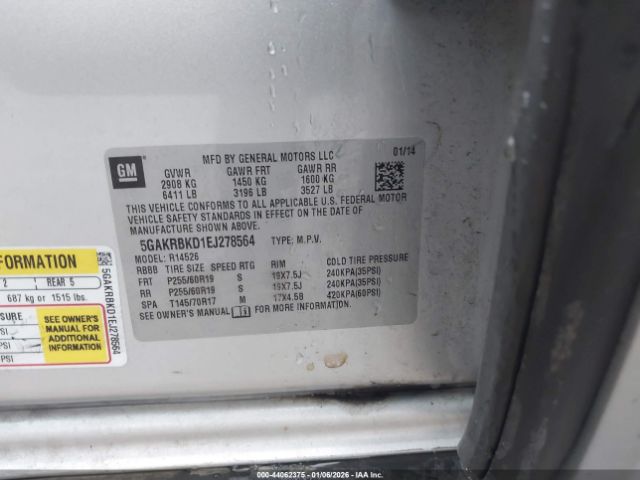 GM
MFD BY GENERAL MOTORS LLC
01/14
GVWR GAWR FRT GAWR RR
2908 KG 1450 KG 1600 KG
6411 LB 3196 LB 3527 LB
THIS VEHICLE CONFORMS TO ALL APPLICABLE U.S. FEDERAL MOTOR
VEHICLE SAFETY STANDARDS IN EFFECT ON THE DATE OF
MANUFACTURE SHOWN ABOVE.
5GAKRBKD1EJ278564 TYPE: M.P.V.
MODEL: R14526
RBBB TIRE SIZE SPEED RTG RIM COLD TIRE PRESSURE
FRT P255/60R19 S 19X7.5J 240KPA(35PSI)
RR P255/60R19 S 19X7.5J 240KPA(35PSI)
SPA T145/70R17 M 17X4.5B 420KPA(60PSI)
SEE OWNER'S MANUAL FOR MORE INFORMATION
FORMATION
2 REAR 5
687 kg or 1515 lbs.
SURE
PSI
PSI
SEE OWNER'S
MANUAL FOR
ADDITIONAL
INFORMATION
5GAKRBKD1EJ278564
000-44062375 - 01/06/2026 - IAA Inc.